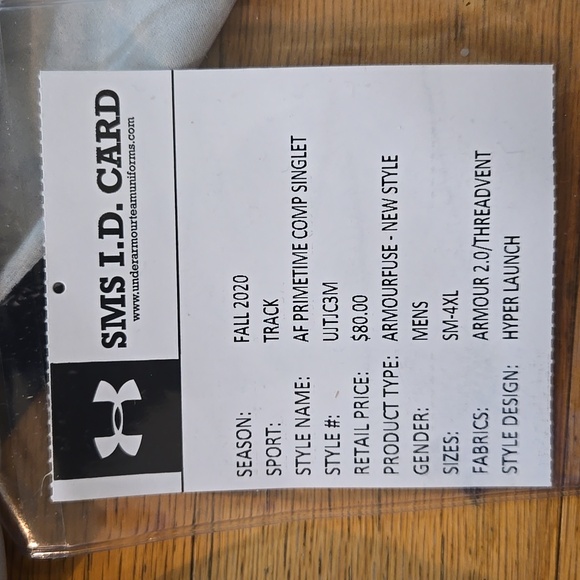 SMS I.D. CARD
www.underarmourteamuniforms.com
SEASON: FALL 2020
SPORT: TRACK
STYLE NAME: AF PRIMETIME COMP SINGLET
STYLE #: UJTJC3M
RETAIL PRICE: $80.00
PRODUCT TYPE: ARMOURFUSE - NEW STYLE
GENDER: MENS
SIZES: SM-4XL
FABRICS: ARMOUR 2.0/THREADVENT
STYLE DESIGN: HYPER LAUNCH